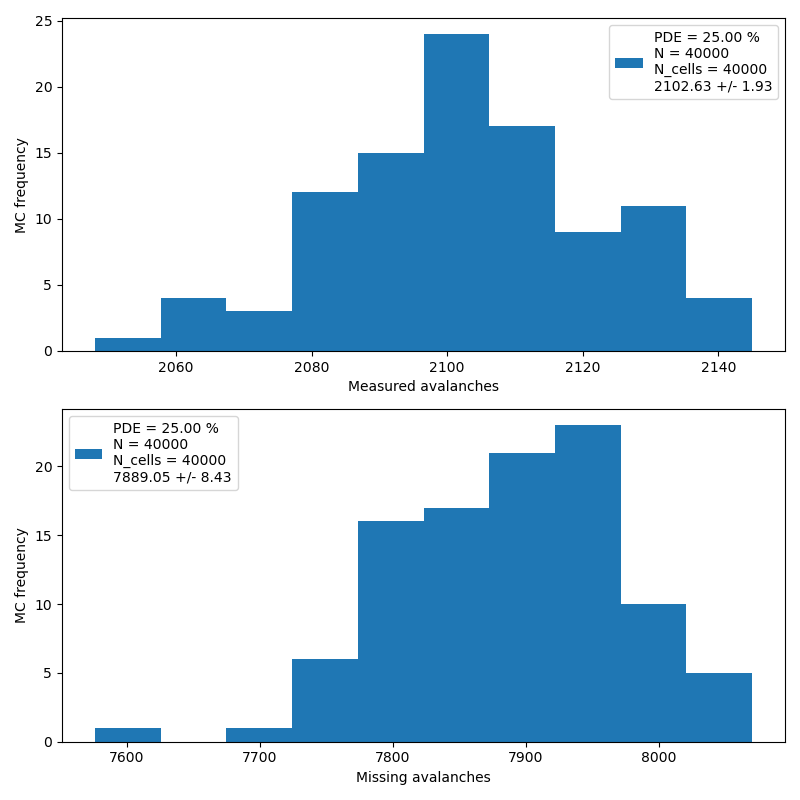 25
20
15
10
5
0
MC frequency
PDE = 25.00 %
N = 40000
N_cells = 40000
2102.63 +/- 1.93
2060
2080
2100
2120
2140
Measured avalanches
20
15
10
5
0
MC frequency
PDE = 25.00 %
N = 40000
N_cells = 40000
7889.05 +/- 8.43
7600
7700
7800
7900
8000
Missing avalanches